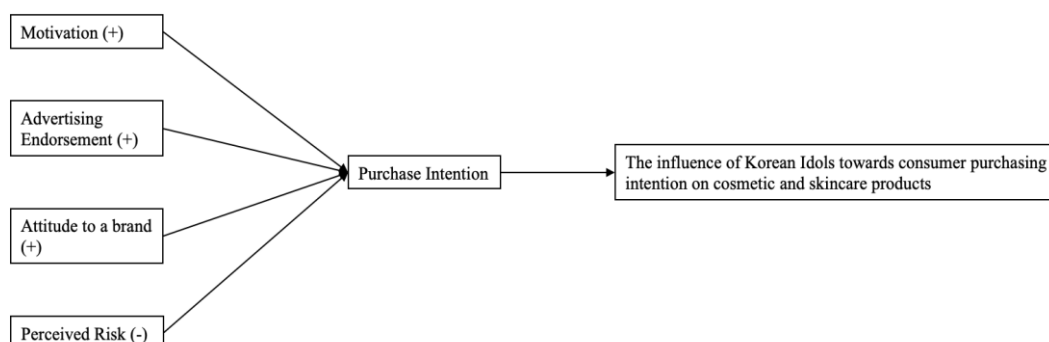 Motivation (+)
Advertising
Endorsement (+)
Attitude to a brand
(+)
Perceived Risk (-)
Purchase Intention
The influence of Korean Idols towards consumer purchasing
intention on cosmetic and skincare products